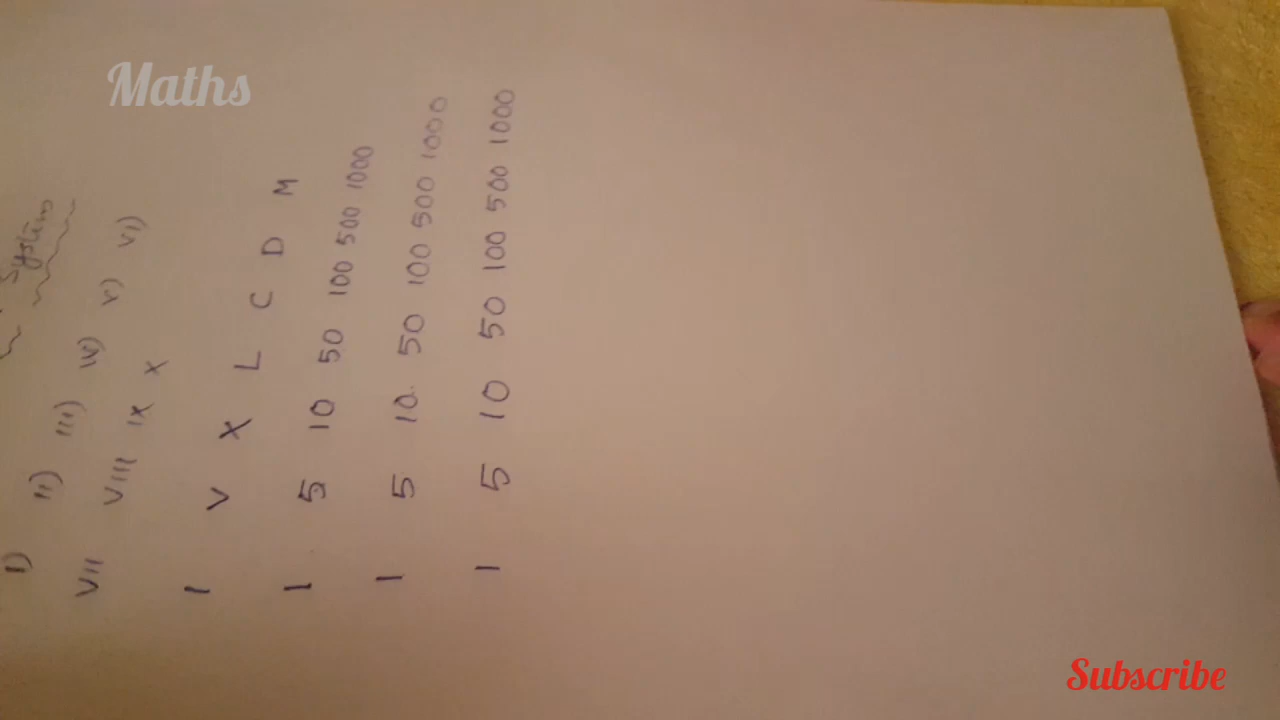 Maths
System
I) II) III) IV) V) VI)
VII VIII IX X
I V X L C D M
1 5 10 50 100 500 1000
1 5 10 50 100 500 1000
1 5 10 50 100 500 1000
Subscribe